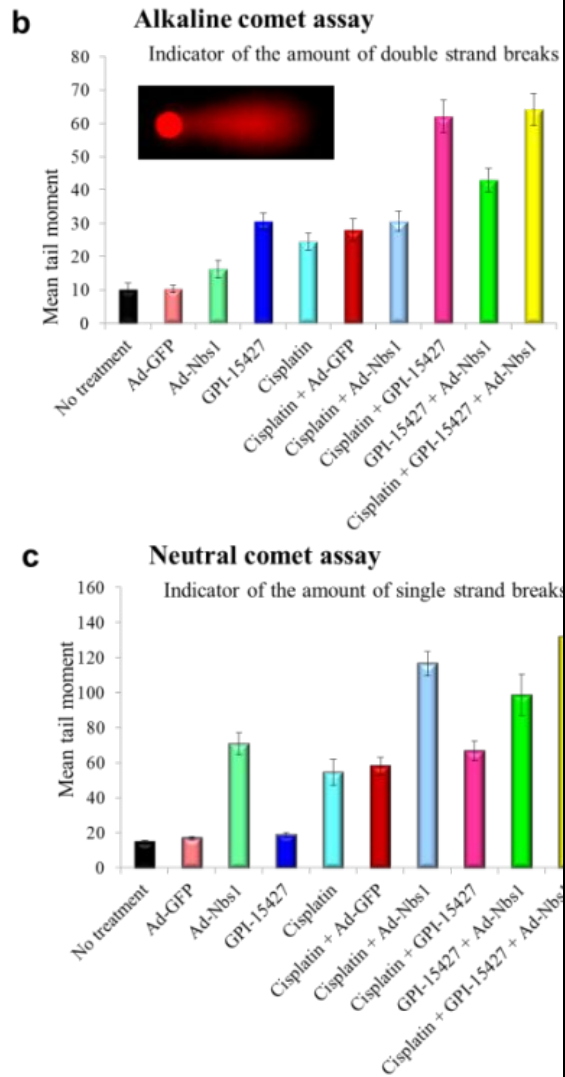 b
Alkaline comet assay
Indicator of the amount of double strand breaks
80
70
60
50
40
30
20
10
0
Mean tail moment
No treatment
Ad-GFP
Ad-Nbs1
GPI-15427
Cisplatin
Cisplatin + Ad-GFP
Cisplatin + Ad-Nbs1
Cisplatin + GPI-15427
GPI-15427 + Ad-Nbs1
Cisplatin + GPI-15427 + Ad-Nbs1
c
Neutral comet assay
Indicator of the amount of single strand breaks
160
140
120
100
80
60
40
20
0
Mean tail moment
No treatment
Ad-GFP
Ad-Nbs1
GPI-15427
Cisplatin
Cisplatin + Ad-GFP
Cisplatin + Ad-Nbs1
Cisplatin + GPI-15427
GPI-15427 + Ad-Nbs1
Cisplatin + GPI-15427 + Ad-Nbs1